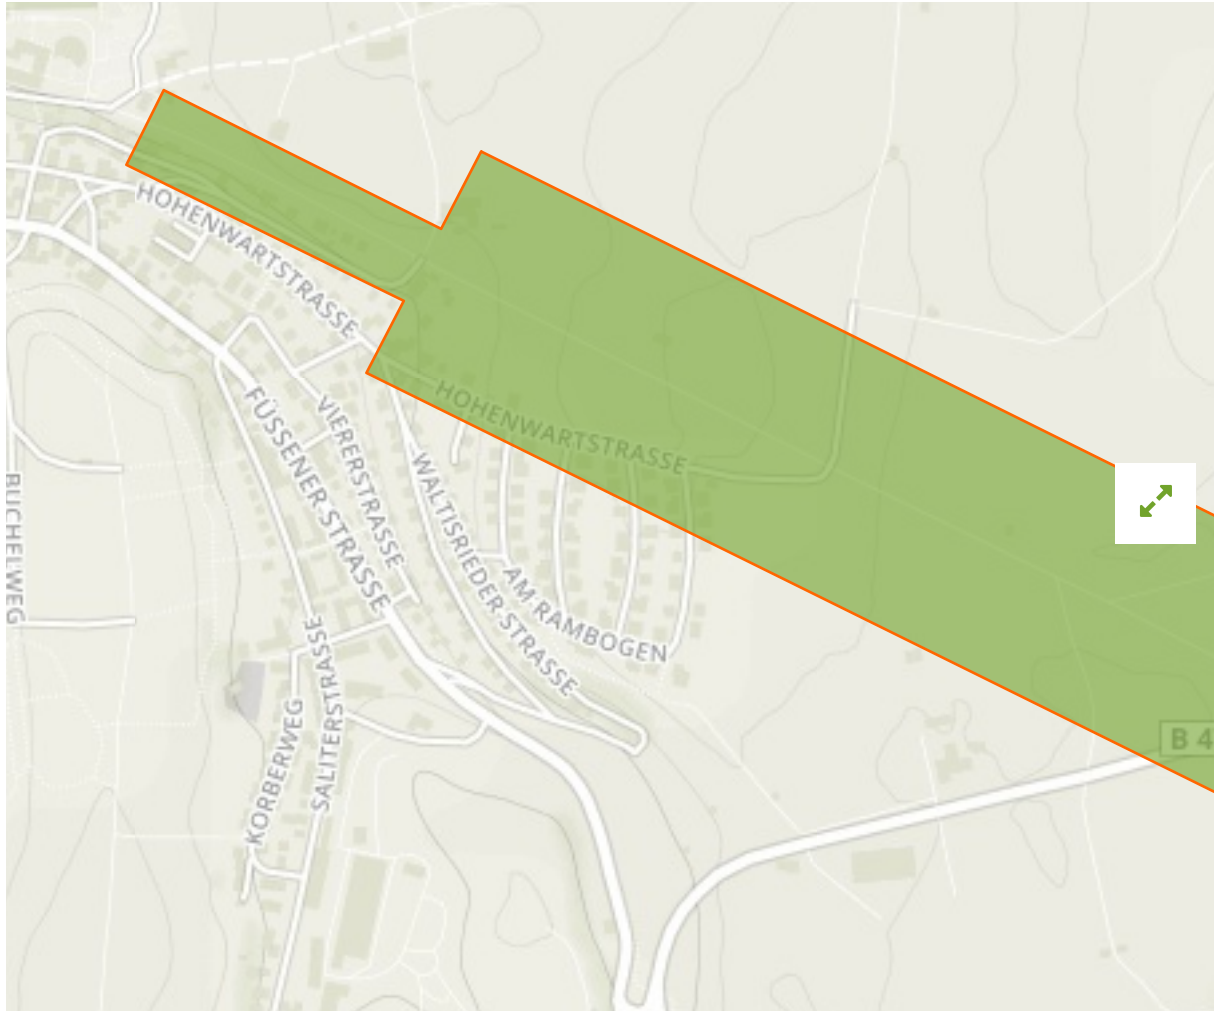 HOHENWARTSTRASSE
HOHENWARTSTRASSE
FÜSSENER STRASSE
VIERERSTRASSE
WALTISRIEDER STRASSE
BUCHELWEG
AM RAMBOGEN
SALITERSTRASSE
KORBERWEG
B 4